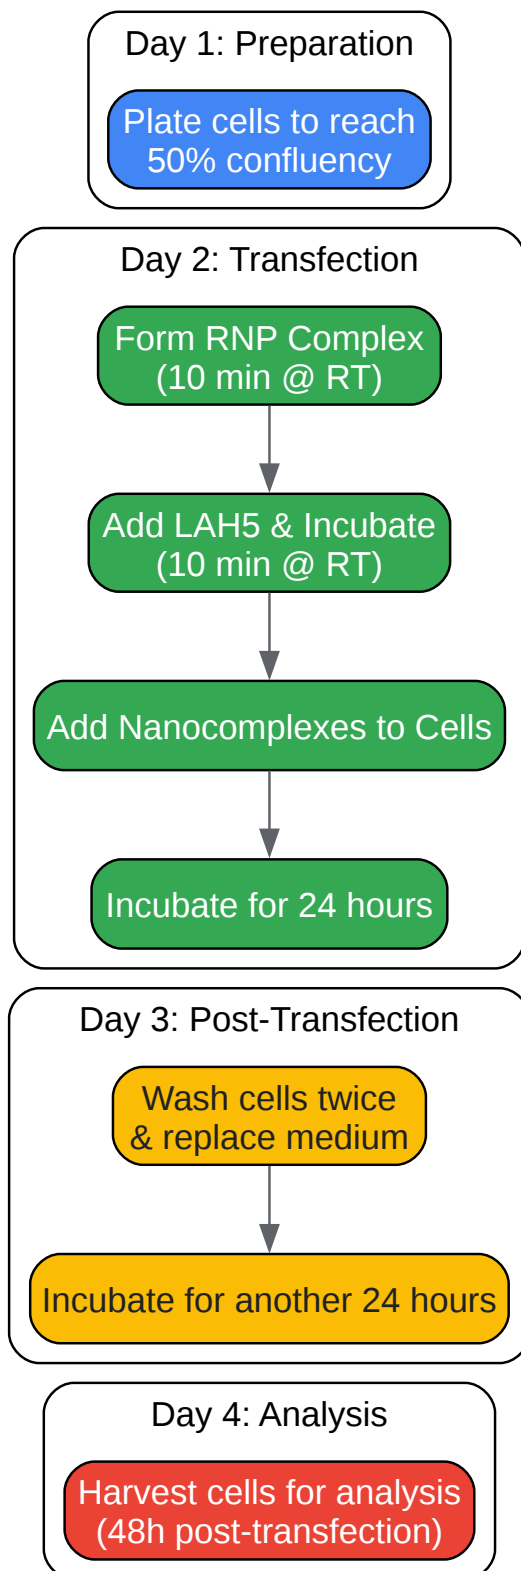 Day 1: Preparation
Plate cells to reach
50% confluency
Day 2: Transfection
Form RNP Complex
(10 min @ RT)
Add LAH5 & Incubate
(10 min @ RT)
Add Nanocomplexes to Cells
Incubate for 24 hours
Day 3: Post-Transfection
Wash cells twice
& replace medium
Incubate for another 24 hours
Day 4: Analysis
Harvest cells for analysis
(48h post-transfection)